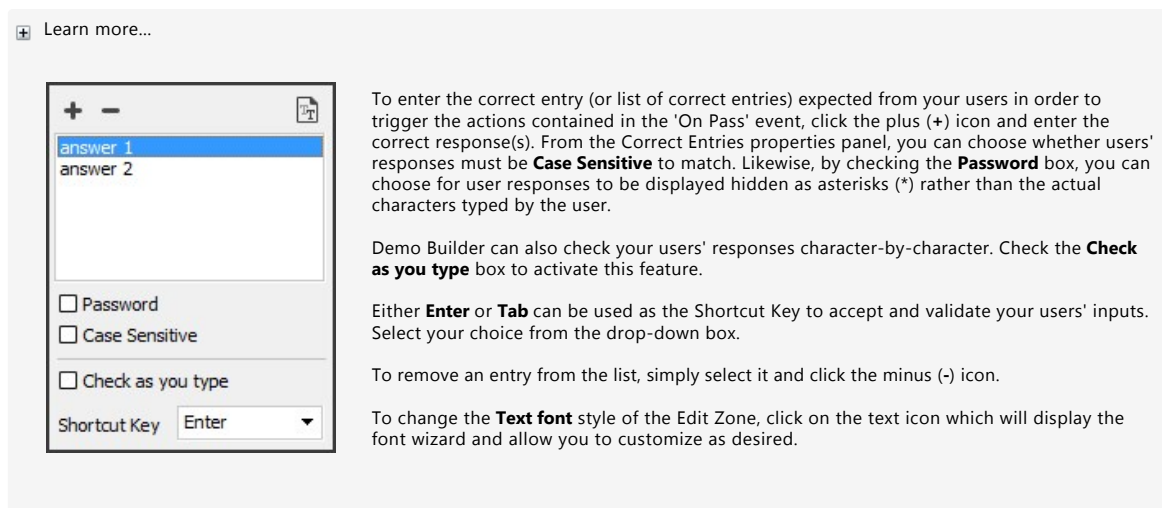 Learn more...
answer 1
answer 2
Password
Case Sensitive
Check as you type
Shortcut Key Enter
To enter the correct entry (or list of correct entries) expected from your users in order to
trigger the actions contained in the 'On Pass' event, click the plus (+) icon and enter the
correct response(s). From the Correct Entries properties panel, you can choose whether users'
responses must be Case Sensitive to match. Likewise, by checking the Password box, you can
choose for user responses to be displayed hidden as asterisks (*) rather than the actual
characters typed by the user.
Demo Builder can also check your users' responses character-by-character. Check the Check
as you type box to activate this feature.
Either Enter or Tab can be used as the Shortcut Key to accept and validate your users' inputs.
Select your choice from the drop-down box.
To remove an entry from the list, simply select it and click the minus (-) icon.
To change the Text font style of the Edit Zone, click on the text icon which will display the
font wizard and allow you to customize as desired.